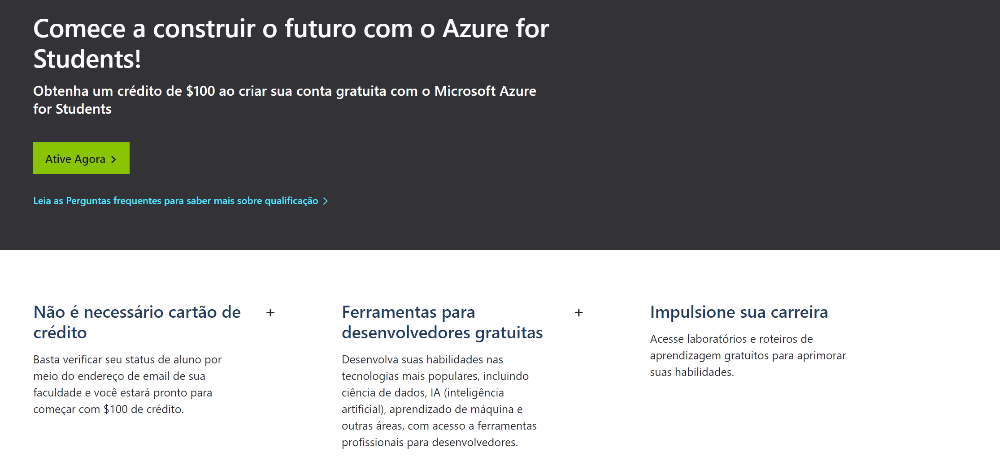 Comece a construir o futuro com o Azure for
Students!
Obtenha um crédito de $100 ao criar sua conta gratuita com o Microsoft Azure
for Students
Ative Agora >
Leia as Perguntas frequentes para saber mais sobre qualificação >
Não é necessário cartão de
crédito
+
Basta verificar seu status de aluno por
meio do endereço de email de sua
faculdade e você estará pronto para
começar com $100 de crédito.
Ferramentas para
desenvolvedores gratuitas
+
Desenvolva suas habilidades nas
tecnologias mais populares, incluindo
ciência de dados, IA (inteligência
artificial), aprendizado de máquina e
outras áreas, com acesso a ferramentas
profissionais para desenvolvedores.
Impulsione sua carreira
Acesse laboratórios e roteiros de
aprendizagem gratuitos para aprimorar
suas habilidades.